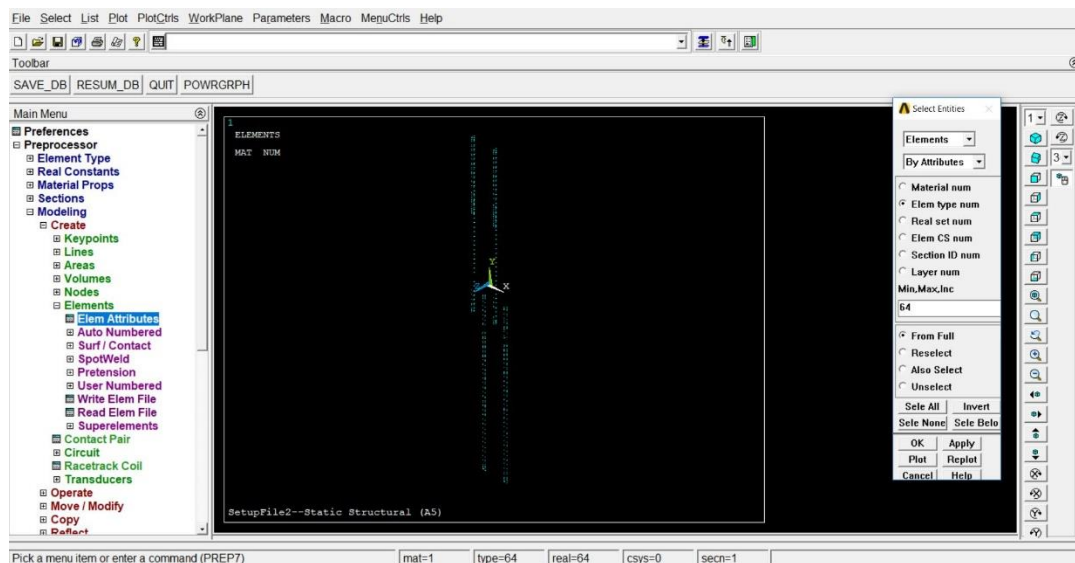 File Select List Plot PlotCtrls WorkPlane Parameters Macro MenuCtrls Help
Toolbar
SAVE_DB RESUM_DB QUIT POWRGRPH
Main Menu
Preferences
Preprocessor
Element Type
Real Constants
Material Props
Sections
Modeling
Create
Keypoints
Lines
Areas
Volumes
Nodes
Elements
Elem Attributes
Auto Numbered
Surf / Contact
SpotWeld
Pretension
User Numbered
Write Elem File
Read Elem File
Superelements
Contact Pair
Circuit
Racetrack Coil
Transducers
Operate
Move / Modify
Copy
Reflect
1
ELEMENTS
MAT NUM
Y
X
SetupFile2--Static Structural (A5)
Select Entities
Elements
By Attributes
Material num
Elem type num
Real set num
Elem CS num
Section ID num
Layer num
Min,Max,Inc
64
From Full
Reselect
Also Select
Unselect
Sele All Invert
Sele None Sele Belo
OK Apply
Plot Replot
Cancel Help
1
3
Pick a menu item or enter a command (PREP7) mat=1 type=64 real=64 csys=0 secn=1